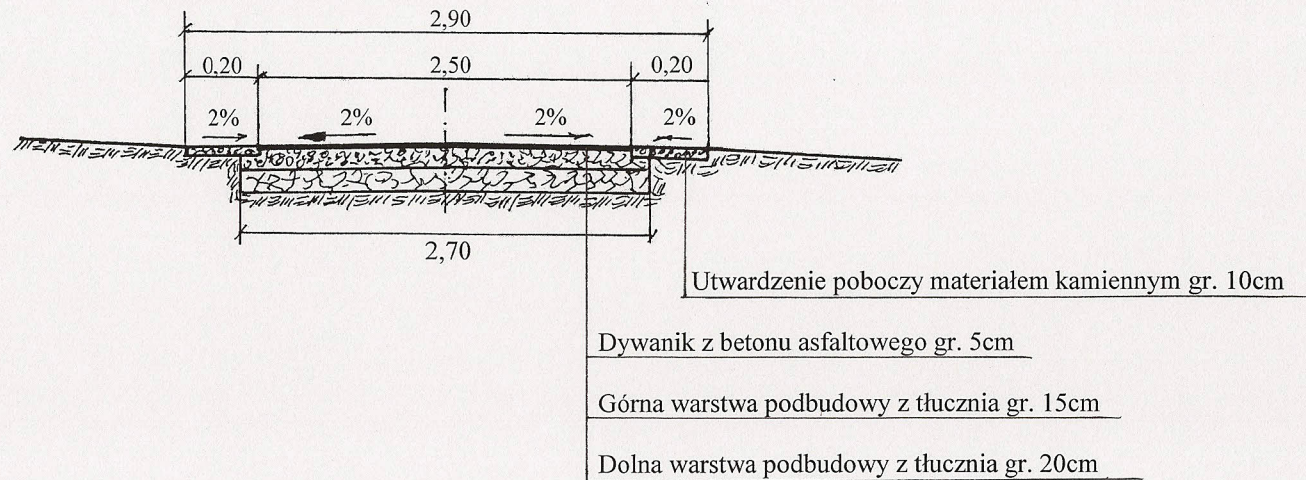 2,90
0,20 2,50 0,20
2% 2% 2% 2%
2,70
Utwardzenie poboczy materiałem kamiennym gr. 10cm
Dywanik z betonu asfaltowego gr. 5cm
Górna warstwa podbudowy z tłucznia gr. 15cm
Dolna warstwa podbudowy z tłucznia gr. 20cm